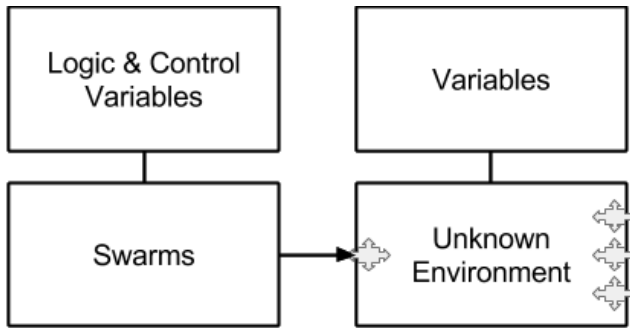 Logic & Control
Variables
Variables
Swarms
Unknown
Environment